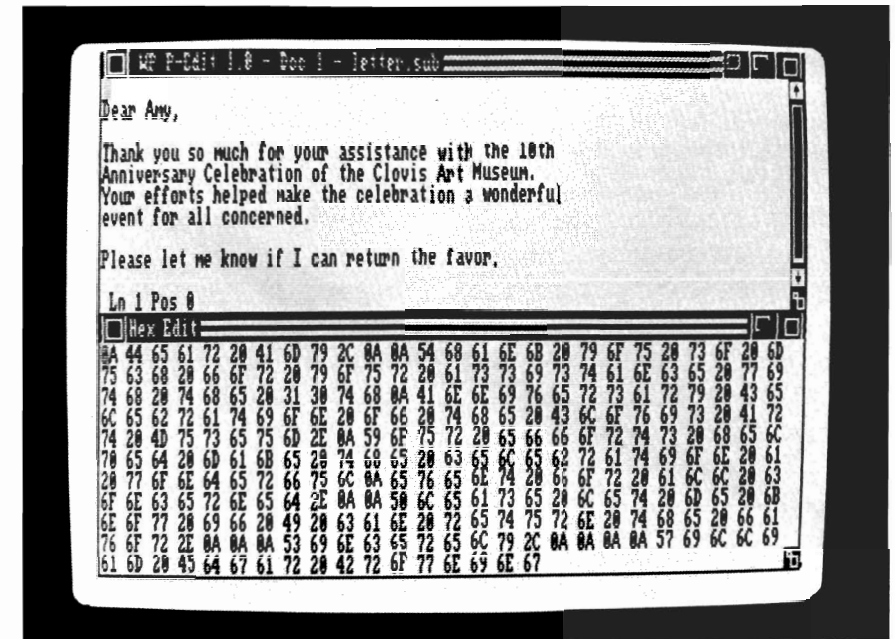 WP P-Edit 1.0 - Doc 1 - letter.sub
Dear Amy,
Thank you so much for your assistance with the 10th
Anniversary Celebration of the Clovis Art Museum.
Your efforts helped make the celebration a wonderful
event for all concerned.
Please let me know if I can return the favor.
Ln 1 Pos 0
Hex Edit
0A 44 65 61 72 20 41 6D 79 2C 0A 0A 54 68 61 6E 6B 20 79 6F 75 20 73 6F 20 6D
75 63 68 20 66 6F 72 20 79 6F 75 72 20 61 73 73 69 73 74 61 6E 63 65 20 77 69
74 68 20 74 68 65 20 31 30 74 68 0A 41 6E 6E 69 76 65 72 73 61 72 79 20 43 65
6C 65 62 72 61 74 69 6F 6E 20 6F 66 20 74 68 65 20 43 6C 6F 76 69 73 20 41 72
74 20 4D 75 73 65 75 6D 2E 0A 59 6F 75 72 20 65 66 66 6F 72 74 73 20 68 65 6C
70 65 64 20 6D 61 6B 65 20 74 68 65 20 63 65 6C 65 62 72 61 74 69 6F 6E 20 61
20 77 6F 6E 64 65 72 66 75 6C 0A 65 76 65 6E 74 20 66 6F 72 20 61 6C 6C 20 63
6F 6E 63 65 72 6E 65 64 2E 0A 0A 50 6C 65 61 73 65 20 6C 65 74 20 6D 65 20 6B
6E 6F 77 20 69 66 20 49 20 63 61 6E 20 72 65 74 75 72 6E 20 74 68 65 20 66 61
76 6F 72 2E 0A 0A 0A 53 69 6E 63 65 72 65 6C 79 2C 0A 0A 0A 0A 57 69 6C 6C 69
61 6D 20 45 64 67 61 72 20 42 72 6F 77 6E 69 6E 67